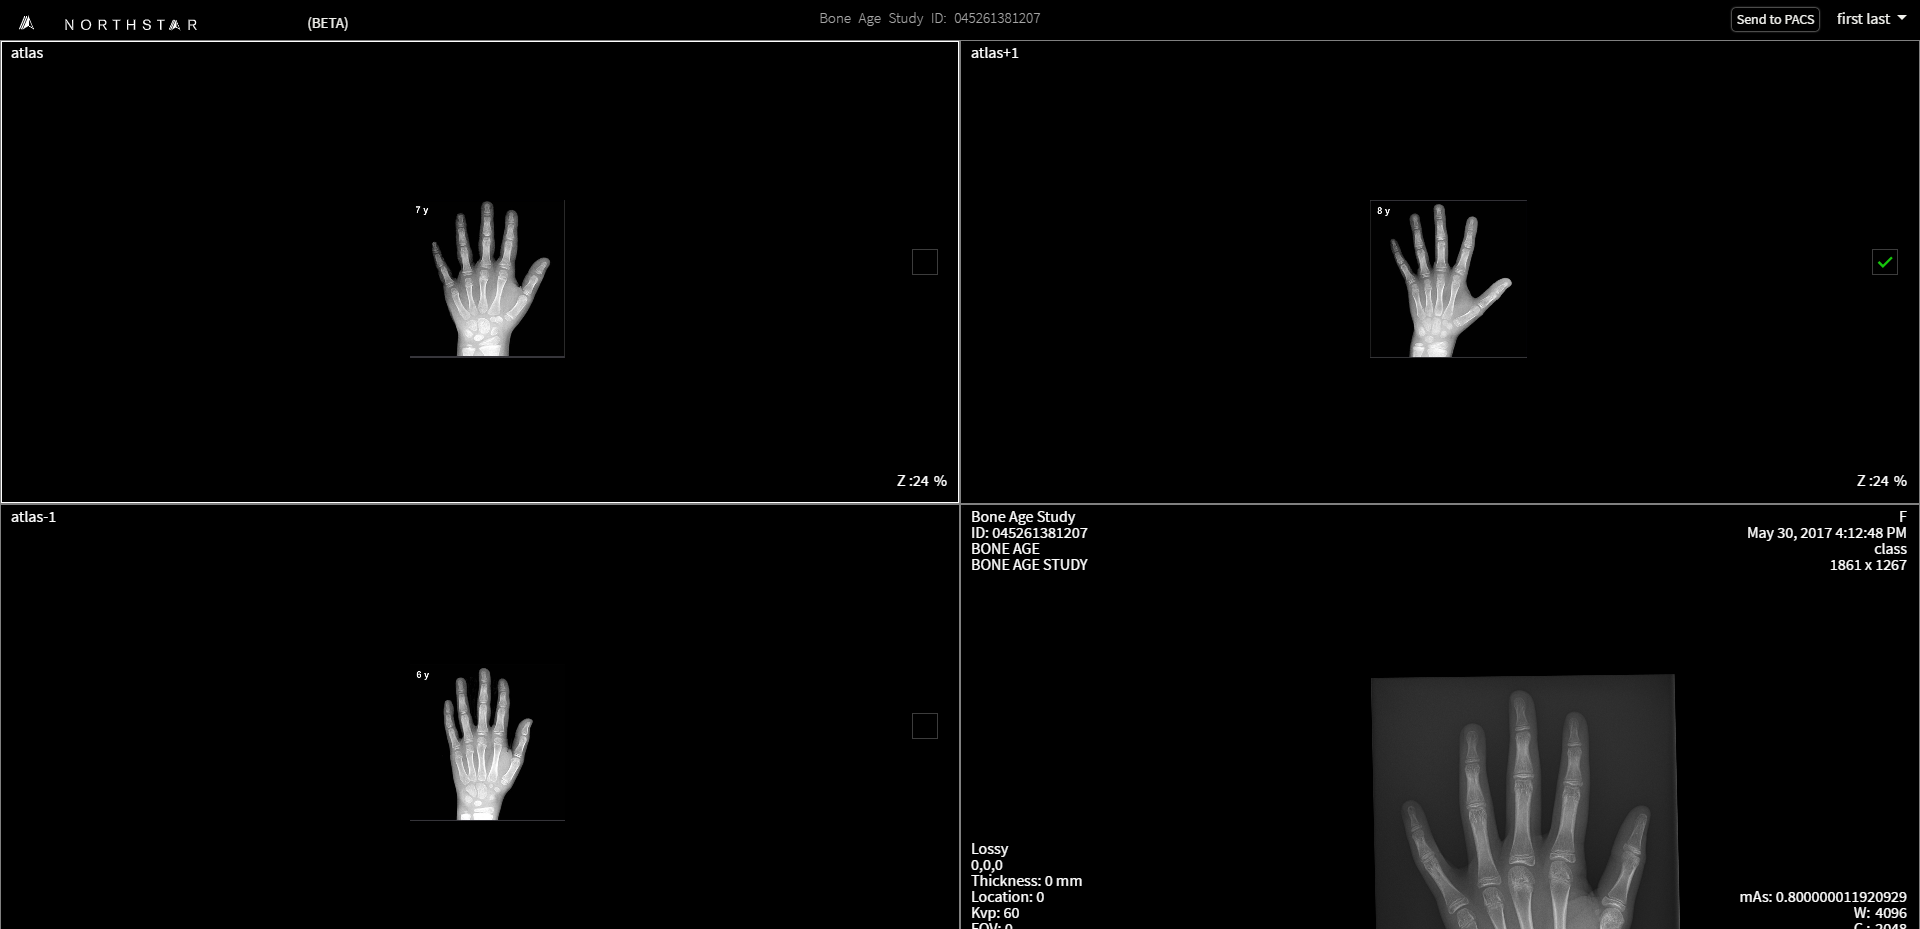 NORTHSTAR
(BETA)
Bone Age Study ID: 045261381207
Send to PACS
first last
atlas
7 y
Z :24 %
atlas+1
8 y
Z :24 %
atlas-1
6 y
Bone Age Study
ID: 045261381207
BONE AGE
BONE AGE STUDY
F
May 30, 2017 4:12:48 PM
class
1861 x 1267
Lossy
0,0,0
Thickness: 0 mm
Location: 0
Kvp: 60
FOV: 0
mAs: 0.800000011920929
W: 4096
C : 2048